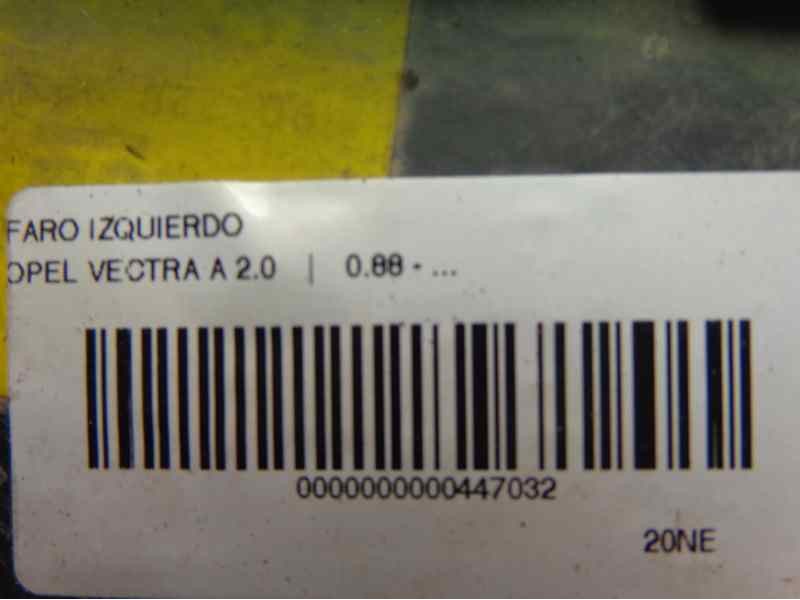 FARO IZQUIERDO
OPEL VECTRA A 2.0 | 0.88 - ...
0000000000447032
20NE